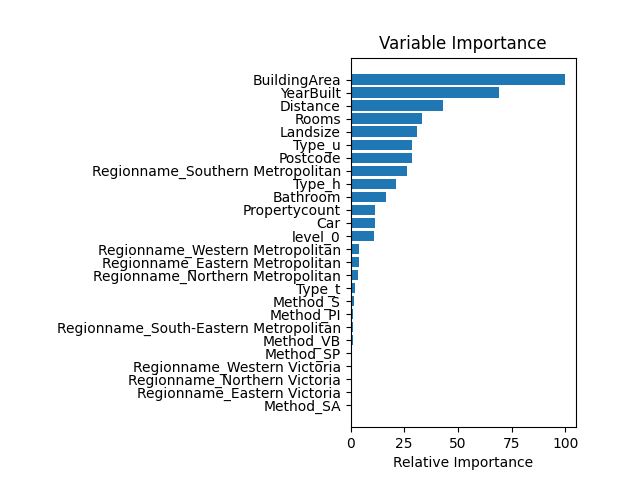 Variable Importance
BuildingArea
YearBuilt
Distance
Rooms
Landsize
Type_u
Postcode
Regionname_Southern Metropolitan
Type_h
Bathroom
Propertycount
Car
level_0
Regionname_Western Metropolitan
Regionname_Eastern Metropolitan
Regionname_Northern Metropolitan
Type_t
Method_S
Method_PI
Regionname_South-Eastern Metropolitan
Method_VB
Method_SP
Regionname_Western Victoria
Regionname_Northern Victoria
Regionname_Eastern Victoria
Method_SA
0 25 50 75 100
Relative Importance